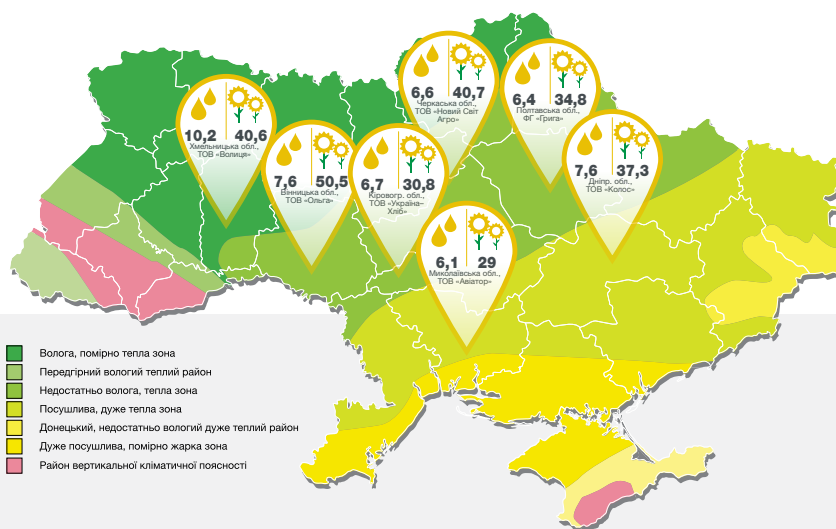 6,6 40,7
Черкаська обл.,
ТОВ «Новий Світ
Агро»
6,4 34,8
Полтавська обл.,
ФГ «Грига»
10,2 40,6
Хмельницька обл.,
ТОВ «Волиця»
7,6 50,5
Вінницька обл.,
ТОВ «Ольга»
6,7 30,8
Кіровогр. обл.,
ТОВ «Україна–
Хліб»
7,6 37,3
Дніпр. обл.,
ТОВ «Колос»
6,1 29
Миколаївська обл.,
ТОВ «Авіатор»
Волога, помірно тепла зона
Передгірний вологий теплий район
Недостатньо волога, тепла зона
Посушлива, дуже тепла зона
Донецький, недостатньо вологий дуже теплий район
Дуже посушлива, помірно жарка зона
Район вертикальної кліматичної поясності